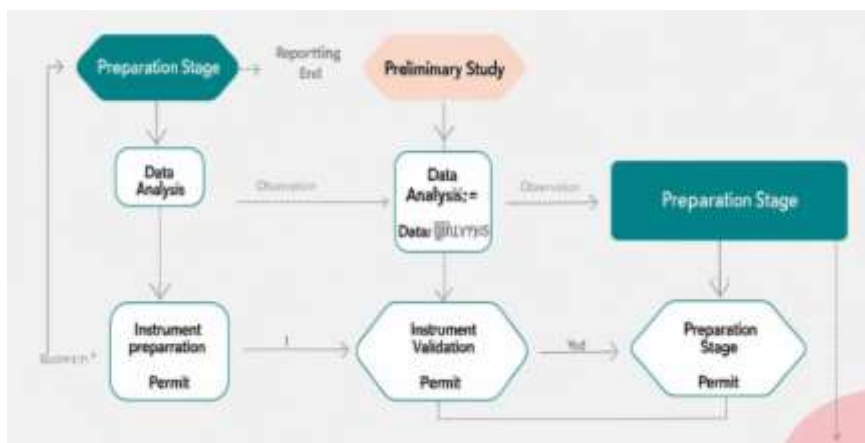 Preparation Stage
Reportting
End
Preliminary Study
Data
Analysis
Observation
Data
Analysis; =
Data:
Observation
Preparation Stage
Instrument
preparration
Permit
Instrument
Validation
Permit
Preparation
Stage
Permit